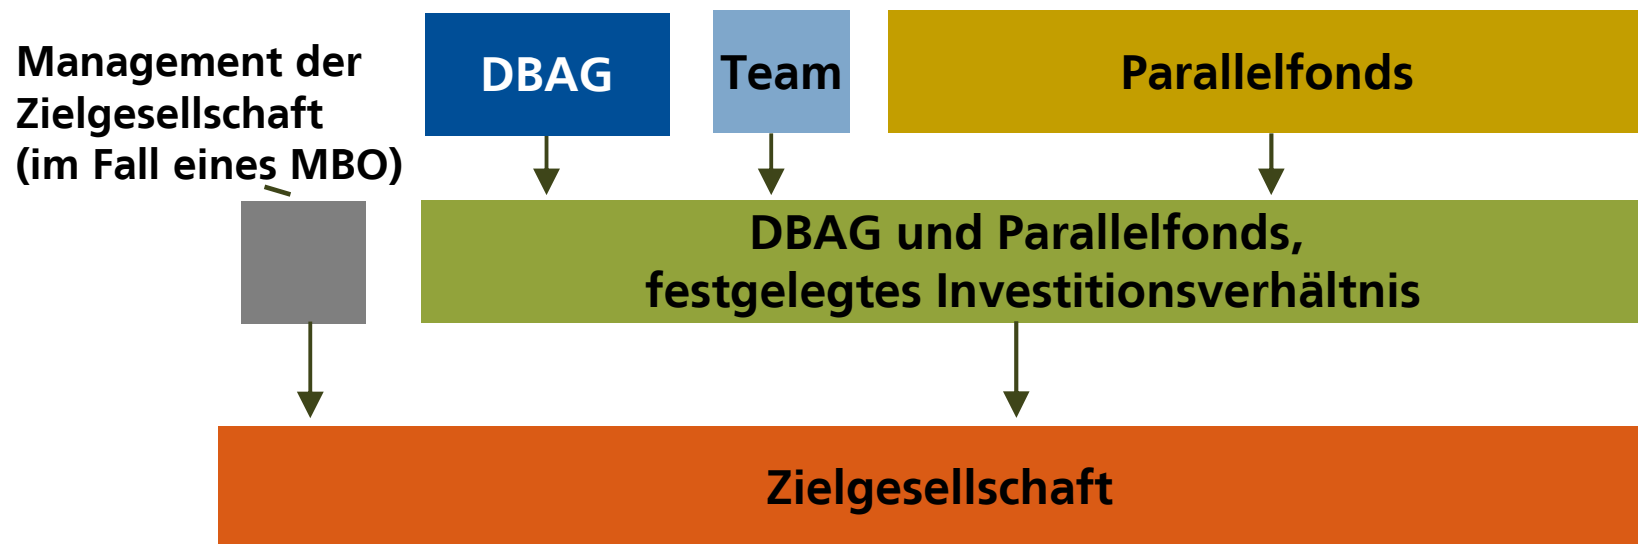 Management der
Zielgesellschaft
(im Fall eines MBO)
DBAG
Team
Parallelfonds
DBAG und Parallelfonds,
festgelegtes Investitionsverhältnis
Zielgesellschaft